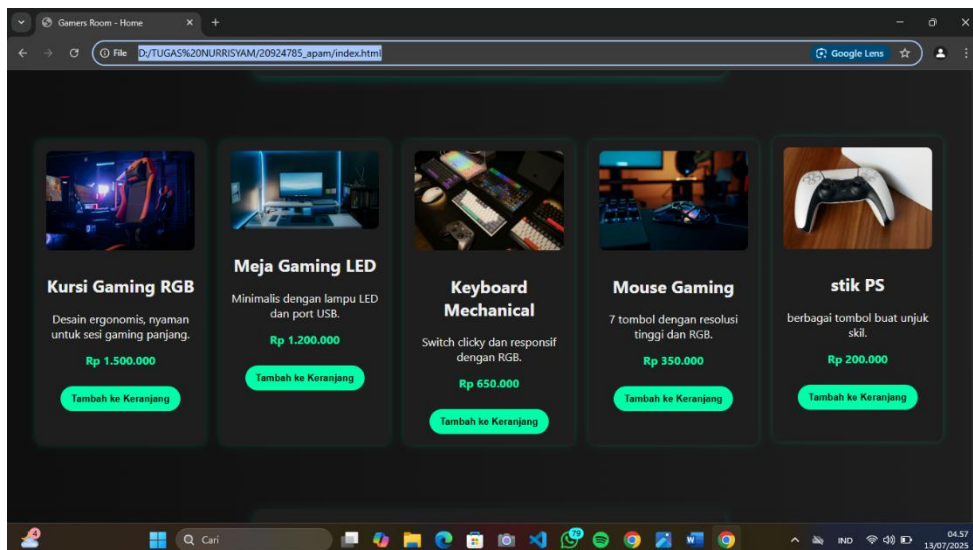 Gamers Room - Home
File D:/TUGAS%20NURRISYAM/20924785_apam/index.html Google Lens
Kursi Gaming RGB
Desain ergonomis, nyaman
untuk sesi gaming panjang.
Rp 1.500.000
Tambah ke Keranjang
Meja Gaming LED
Minimalis dengan lampu LED
dan port USB.
Rp 1.200.000
Tambah ke Keranjang
Keyboard
Mechanical
Switch clicky dan responsif
dengan RGB.
Rp 650.000
Tambah ke Keranjang
Mouse Gaming
7 tombol dengan resolusi
tinggi dan RGB.
Rp 350.000
Tambah ke Keranjang
stik PS
berbagai tombol buat unjuk
skil.
Rp 200.000
Tambah ke Keranjang
4
Cari
79
IND
04.57
13/07/2025